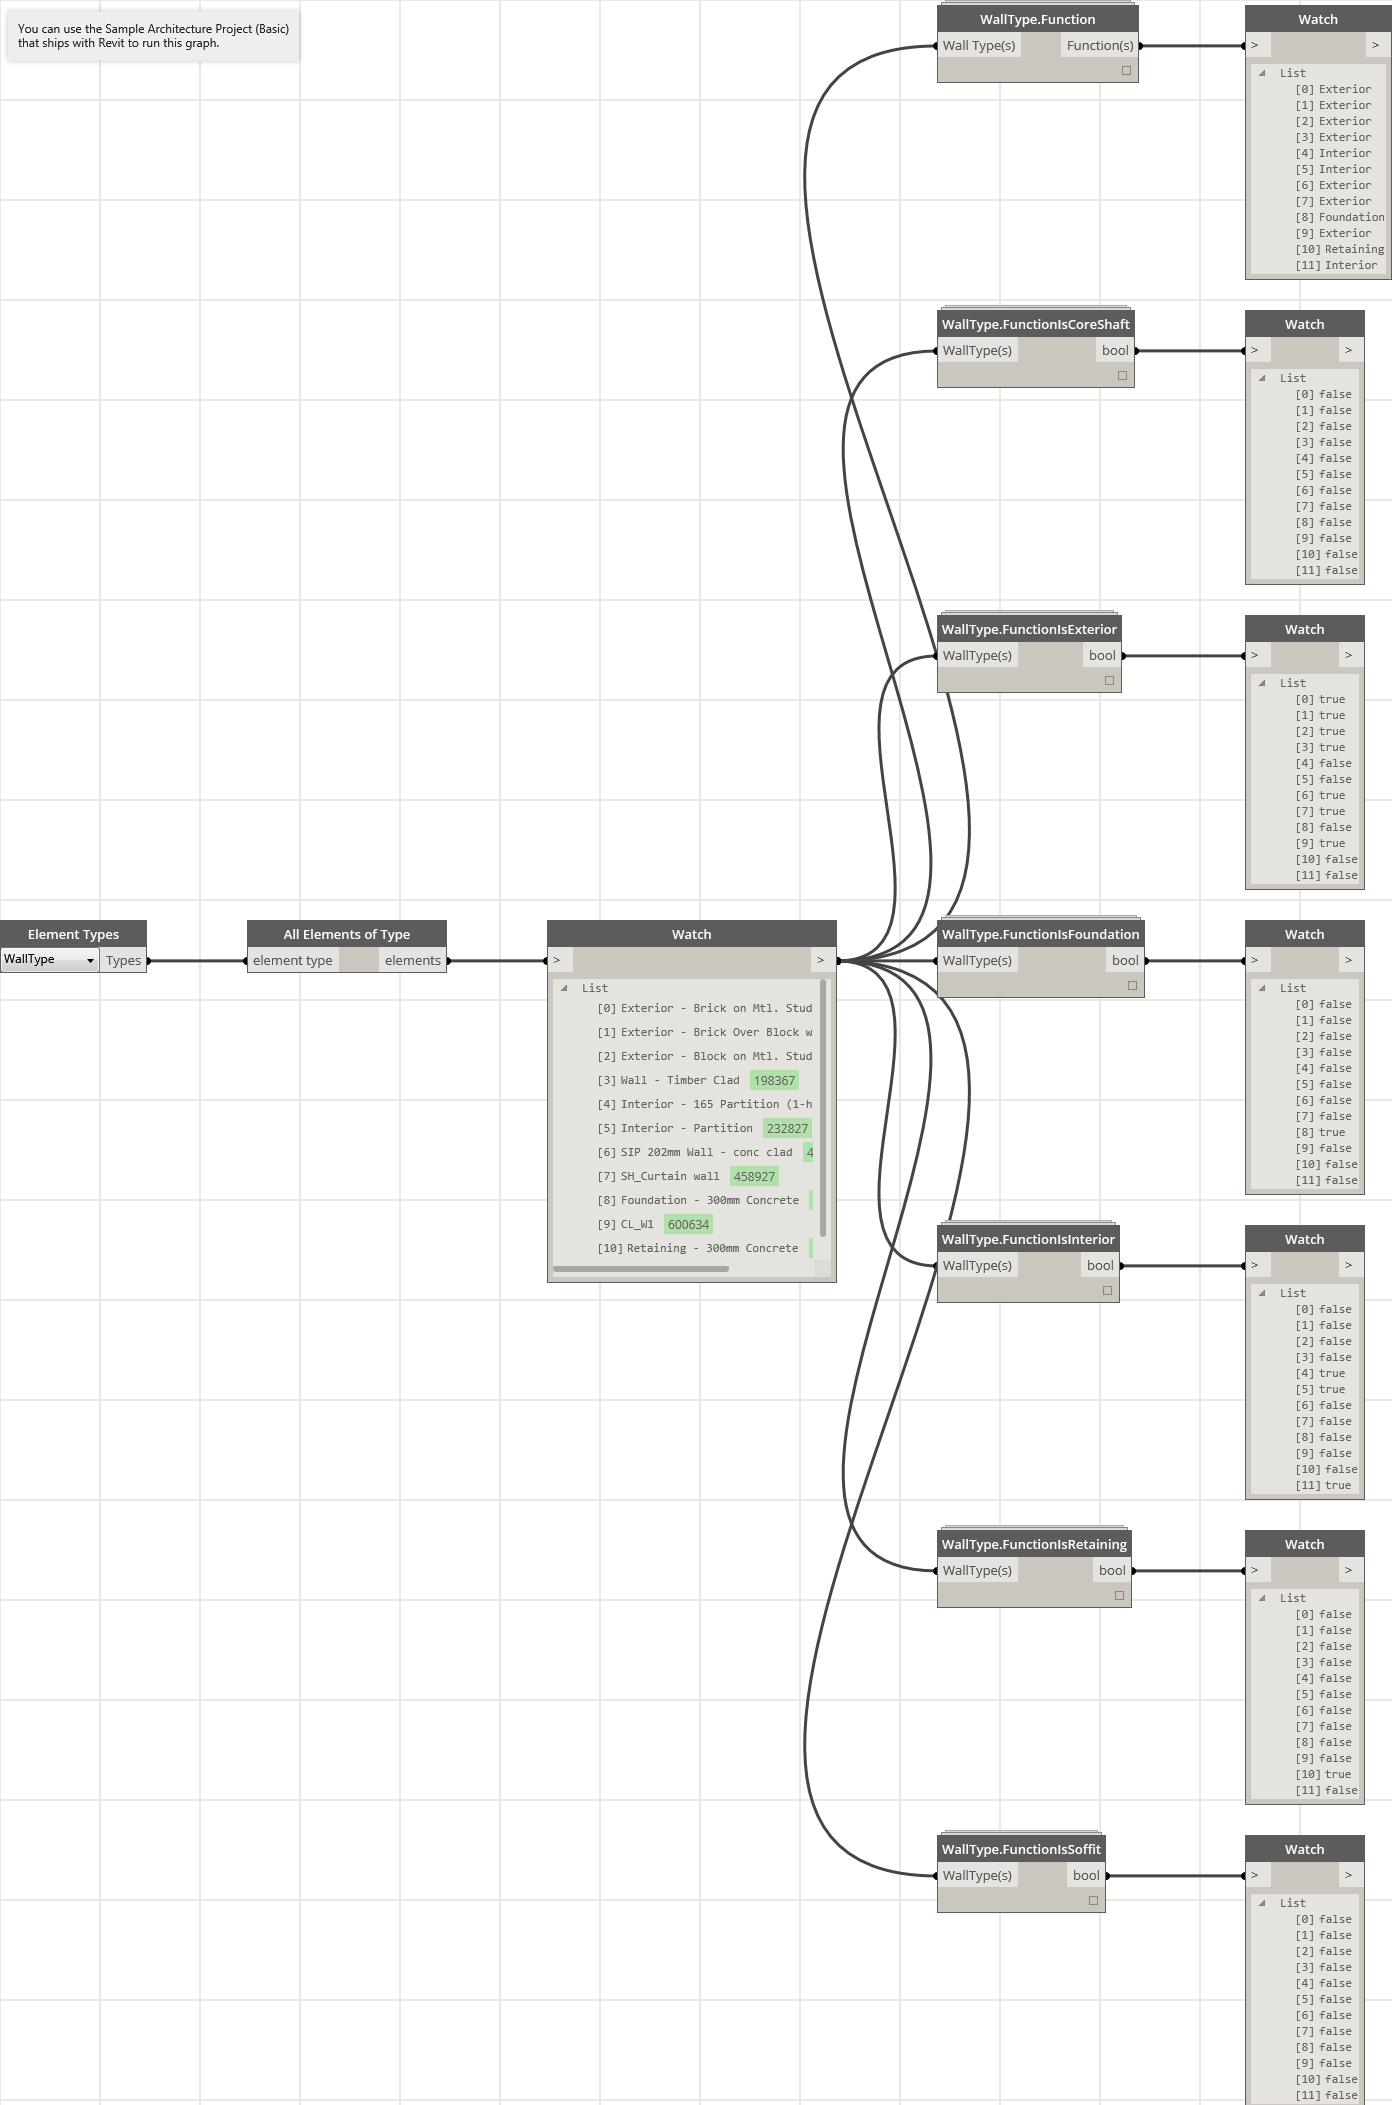 You can use the Sample Architecture Project (Basic)
that ships with Revit to run this graph.
Element Types
WallType
Types
All Elements of Type
element type
elements
Watch
>
>
List
[0] Exterior - Brick on Mtl. Stud
[1] Exterior - Brick Over Block w
[2] Exterior - Block on Mtl. Stud
[3] Wall - Timber Clad 198367
[4] Interior - 165 Partition (1-h
[5] Interior - Partition 232827
[6] SIP 202mm Wall - conc clad 4
[7] SH_Curtain wall 458927
[8] Foundation - 300mm Concrete
[9] CL_W1 600634
[10] Retaining - 300mm Concrete
WallType.Function
Wall Type(s)
Function(s)
Watch
>
>
List
[0] Exterior
[1] Exterior
[2] Exterior
[3] Exterior
[4] Interior
[5] Interior
[6] Exterior
[7] Exterior
[8] Foundation
[9] Exterior
[10] Retaining
[11] Interior
WallType.FunctionIsCoreShaft
WallType(s)
bool
Watch
>
>
List
[0] false
[1] false
[2] false
[3] false
[4] false
[5] false
[6] false
[7] false
[8] false
[9] false
[10] false
[11] false
WallType.FunctionIsExterior
WallType(s)
bool
Watch
>
>
List
[0] true
[1] true
[2] true
[3] true
[4] false
[5] false
[6] true
[7] true
[8] false
[9] true
[10] false
[11] false
WallType.FunctionIsFoundation
WallType(s)
bool
Watch
>
>
List
[0] false
[1] false
[2] false
[3] false
[4] false
[5] false
[6] false
[7] false
[8] true
[9] false
[10] false
[11] false
WallType.FunctionIsInterior
WallType(s)
bool
Watch
>
>
List
[0] false
[1] false
[2] false
[3] false
[4] true
[5] true
[6] false
[7] false
[8] false
[9] false
[10] false
[11] true
WallType.FunctionIsRetaining
WallType(s)
bool
Watch
>
>
List
[0] false
[1] false
[2] false
[3] false
[4] false
[5] false
[6] false
[7] false
[8] false
[9] false
[10] true
[11] false
WallType.FunctionIsSoffit
WallType(s)
bool
Watch
>
>
List
[0] false
[1] false
[2] false
[3] false
[4] false
[5] false
[6] false
[7] false
[8] false
[9] false
[10] false
[11] false